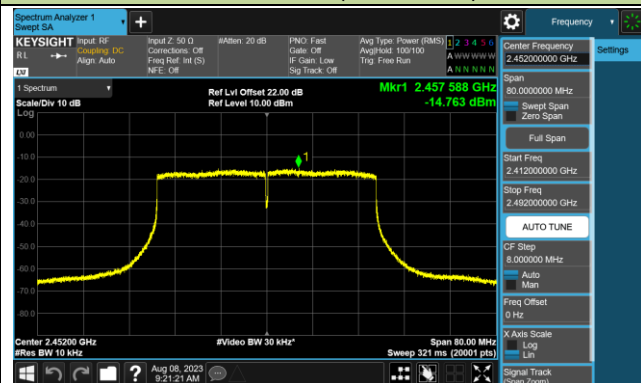 Spectrum Analyzer 1
Swept SA
+
Frequency
KEYSIGHT
Input: RF
Coupling: DC
Align: Auto
Input Z: 50 Ω
Corrections: Off
Freq Ref: Int (S)
NFE: Off
#Atten: 20 dB
PNO: Fast
Gate: Off
IF Gain: Low
Sig Track: Off
Avg Type: Power (RMS)
Avg|Hold: 100/100
Trig: Free Run
1 2 3 4 5 6
A W W W W W
A N N N N N
RL
LXI
Center Frequency
2.452000000 GHz
Settings
Span
80.0000000 MHz
Swept Span
Zero Span
Full Span
Start Freq
2.412000000 GHz
Stop Freq
2.492000000 GHz
AUTO TUNE
CF Step
8.000000 MHz
Auto
Man
Freq Offset
0 Hz
X Axis Scale
Log
Lin
Signal Track
(Span Zoom)
1 Spectrum
Scale/Div 10 dB
Log
Ref Lvl Offset 22.00 dB
Ref Level 10.00 dBm
Mkr1 2.457 588 GHz
-14.763 dBm
1
0.00
-10.0
-20.0
-30.0
-40.0
-50.0
-60.0
-70.0
-80.0
Center 2.45200 GHz
#Res BW 10 kHz
#Video BW 30 kHz*
Span 80.00 MHz
Sweep 321 ms (20001 pts)
?
Aug 08, 2023
9:21:21 AM